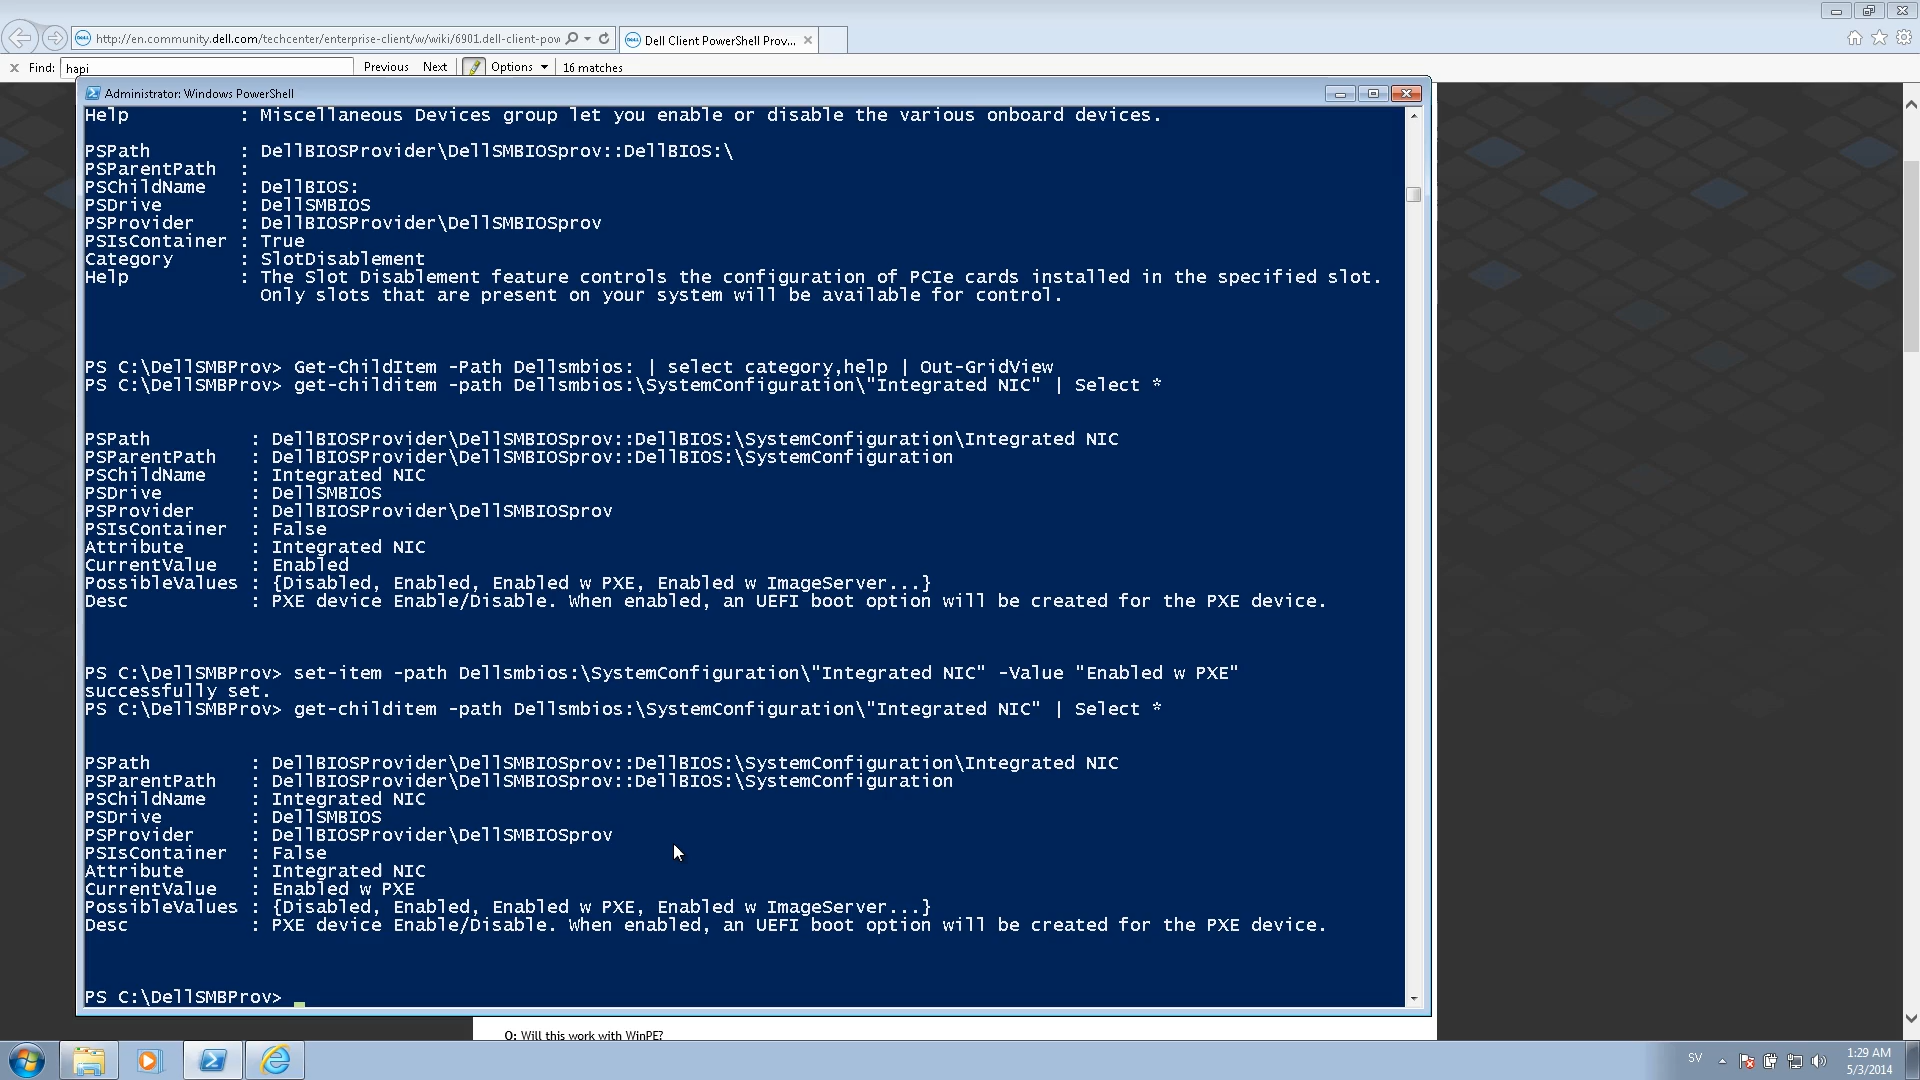 http://en.community.dell.com/techcenter/enterprise-client/w/wiki/6901.dell-client-pow
Dell Client PowerShell Prov...
Find: hapi Previous Next Options 16 matches
Administrator: Windows PowerShell
Help : Miscellaneous Devices group let you enable or disable the various onboard devices.
PSPath : DellBIOSProvider\DellSMBIOSprov::DellBIOS:\
PSParentPath :
PSChildName : DellBIOS:
PSDrive : DellSMBIOS
PSProvider : DellBIOSProvider\DellSMBIOSprov
PSIsContainer : True
Category : SlotDisablement
Help : The Slot Disablement feature controls the configuration of PCIe cards installed in the specified slot.
Only slots that are present on your system will be available for control.
PS C:\DellSMBProv> Get-ChildItem -Path Dellsmbios: | select category,help | Out-GridView
PS C:\DellSMBProv> get-childitem -path Dellsmbios:\SystemConfiguration\"Integrated NIC" | Select *
PSPath : DellBIOSProvider\DellSMBIOSprov::DellBIOS:\SystemConfiguration\Integrated NIC
PSParentPath : DellBIOSProvider\DellSMBIOSprov::DellBIOS:\SystemConfiguration
PSChildName : Integrated NIC
PSDrive : DellSMBIOS
PSProvider : DellBIOSProvider\DellSMBIOSprov
PSIsContainer : False
Attribute : Integrated NIC
CurrentValue : Enabled
PossibleValues : {Disabled, Enabled, Enabled w PXE, Enabled w ImageServer...}
Desc : PXE device Enable/Disable. When enabled, an UEFI boot option will be created for the PXE device.
PS C:\DellSMBProv> set-item -path Dellsmbios:\SystemConfiguration\"Integrated NIC" -Value "Enabled w PXE"
successfully set.
PS C:\DellSMBProv> get-childitem -path Dellsmbios:\SystemConfiguration\"Integrated NIC" | Select *
PSPath : DellBIOSProvider\DellSMBIOSprov::DellBIOS:\SystemConfiguration\Integrated NIC
PSParentPath : DellBIOSProvider\DellSMBIOSprov::DellBIOS:\SystemConfiguration
PSChildName : Integrated NIC
PSDrive : DellSMBIOS
PSProvider : DellBIOSProvider\DellSMBIOSprov
PSIsContainer : False
Attribute : Integrated NIC
CurrentValue : Enabled w PXE
PossibleValues : {Disabled, Enabled, Enabled w PXE, Enabled w ImageServer...}
Desc : PXE device Enable/Disable. When enabled, an UEFI boot option will be created for the PXE device.
PS C:\DellSMBProv>
Q: Will this work with WinPE?
SV
1:29 AM
5/3/2014